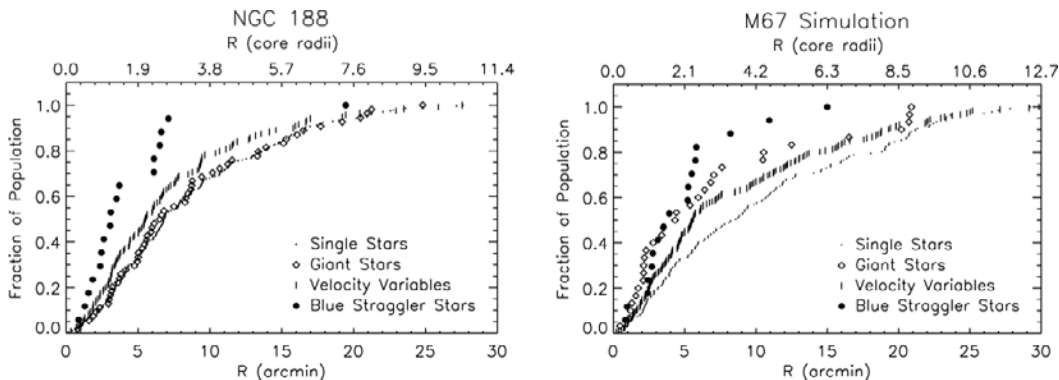 NGC 188
R (core radii)
0.0 1.9 3.8 5.7 7.6 9.5 11.4
Fraction of Population
1.0
0.8
0.6
0.4
0.2
0.0
Single Stars
Giant Stars
Velocity Variables
Blue Straggler Stars
0 5 10 15 20 25 30
R (arcmin)
M67 Simulation
R (core radii)
0.0 2.1 4.2 6.3 8.5 10.6 12.7
Fraction of Population
1.0
0.8
0.6
0.4
0.2
0.0
Single Stars
Giant Stars
Velocity Variables
Blue Straggler Stars
0 5 10 15 20 25 30
R (arcmin)